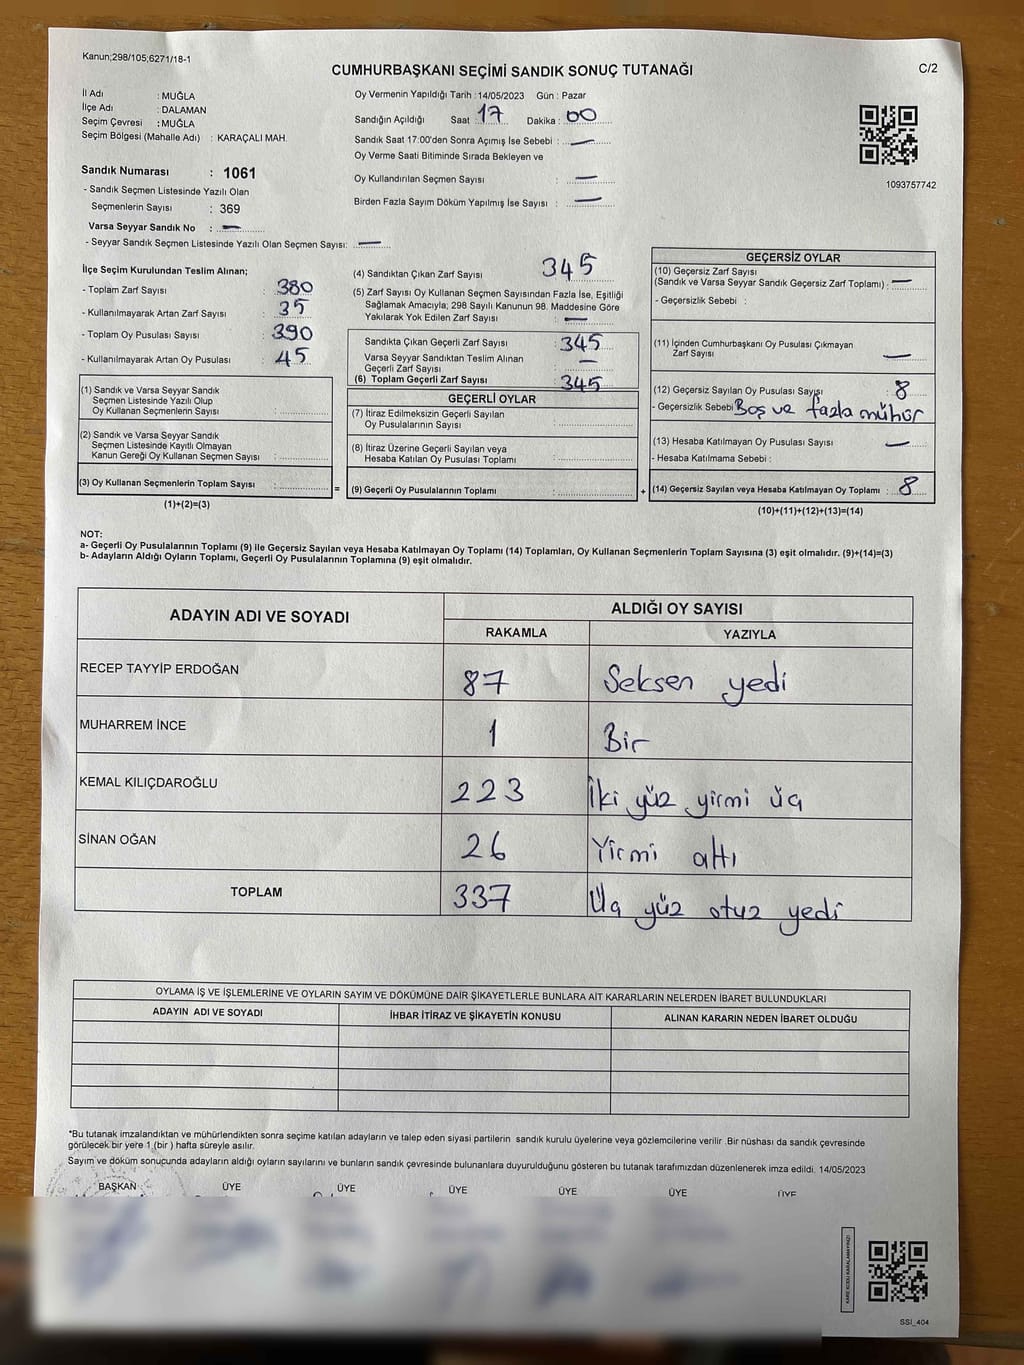 Kanun;298/105;6271/18-1
CUMHURBAŞKANI SEÇİMİ SANDIK SONUÇ TUTANAĞI
C/2
İl Adı : MUĞLA
İlçe Adı : DALAMAN
Seçim Çevresi : MUĞLA
Seçim Bölgesi (Mahalle Adı) : KARAÇALI MAH.
Sandık Numarası : 1061
- Sandık Seçmen Listesinde Yazılı Olan
Seçmenlerin Sayısı : 369
Varsa Seyyar Sandık No : —
- Seyyar Sandık Seçmen Listesinde Yazılı Olan Seçmen Sayısı: —
Oy Vermenin Yapıldığı Tarih : 14/05/2023 Gün : Pazar
Sandığın Açıldığı Saat : 17 Dakika : 00
Sandık Saat 17:00'den Sonra Açımış İse Sebebi : —
Oy Verme Saati Bitiminde Sırada Bekleyen ve
Oy Kullandırılan Seçmen Sayısı : —
Birden Fazla Sayım Döküm Yapılmış İse Sayısı : —
1093757742
İlçe Seçim Kurulundan Teslim Alınan;
- Toplam Zarf Sayısı : 380
- Kullanılmayarak Artan Zarf Sayısı : 35
- Toplam Oy Pusulası Sayısı : 390
- Kullanılmayarak Artan Oy Pusulası : 45
(1) Sandık ve Varsa Seyyar Sandık
Seçmen Listesinde Yazılı Olup
Oy Kullanan Seçmenlerin Sayısı :
(2) Sandık ve Varsa Seyyar Sandık
Seçmen Listesinde Kayıtlı Olmayan
Kanun Gereği Oy Kullanan Seçmen Sayısı :
(3) Oy Kullanan Seçmenlerin Toplam Sayısı :
(1)+(2)=(3)
(4) Sandıktan Çıkan Zarf Sayısı 345
(5) Zarf Sayısı Oy Kullanan Seçmen Sayısından Fazla İse, Eşitliği
Sağlamak Amacıyla; 298 Sayılı Kanunun 98. Maddesine Göre
Yakılarak Yok Edilen Zarf Sayısı : —
Sandıkta Çıkan Geçerli Zarf Sayısı : 345
Varsa Seyyar Sandıktan Teslim Alınan
Geçerli Zarf Sayısı : —
(6) Toplam Geçerli Zarf Sayısı 345
GEÇERLİ OYLAR
(7) İtiraz Edilmeksizin Geçerli Sayılan
Oy Pusulalarının Sayısı :
(8) İtiraz Üzerine Geçerli Sayılan veya
Hesaba Katılan Oy Pusulası Toplamı :
= (9) Geçerli Oy Pusulalarının Toplamı :
GEÇERSİZ OYLAR
(10) Geçersiz Zarf Sayısı
(Sandık ve Varsa Seyyar Sandık Geçersiz Zarf Toplamı) : —
- Geçersizlik Sebebi :
(11) İçinden Cumhurbaşkanı Oy Pusulası Çıkmayan
Zarf Sayısı —
(12) Geçersiz Sayılan Oy Pusulası Sayısı : 8
- Geçersizlik Sebebi Boş ve fazla mühür
(13) Hesaba Katılmayan Oy Pusulası Sayısı : —
- Hesaba Katılmama Sebebi :
+ (14) Geçersiz Sayılan veya Hesaba Katılmayan Oy Toplamı : 8
(10)+(11)+(12)+(13)=(14)
NOT:
a- Geçerli Oy Pusulalarının Toplamı (9) ile Geçersiz Sayılan veya Hesaba Katılmayan Oy Toplamı (14) Toplamları, Oy Kullanan Seçmenlerin Toplam Sayısına (3) eşit olmalıdır. (9)+(14)=(3)
b- Adayların Aldığı Oyların Toplamı, Geçerli Oy Pusulalarının Toplamına (9) eşit olmalıdır.
ADAYIN ADI VE SOYADI ALDIĞI OY SAYISI
RAKAMLA YAZIYLA
RECEP TAYYİP ERDOĞAN 87 Seksen yedi
MUHARREM İNCE 1 Bir
KEMAL KILIÇDAROĞLU 223 İki yüz yirmi üç
SİNAN OĞAN 26 Yirmi altı
TOPLAM 337 Üç yüz otuz yedi
OYLAMA İŞ VE İŞLEMLERİNE VE OYLARIN SAYIM VE DÖKÜMÜNE DAİR ŞİKAYETLERLE BUNLARA AİT KARARLARIN NELERDEN İBARET BULUNDUKLARI
ADAYIN ADI VE SOYADI İHBAR İTİRAZ VE ŞİKAYETİN KONUSU ALINAN KARARIN NEDEN İBARET OLDUĞU
*Bu tutanak imzalandıktan ve mühürlendikten sonra seçime katılan adayların ve talep eden siyasi partilerin sandık kurulu üyelerine veya gözlemcilerine verilir .Bir nüshası da sandık çevresinde
görülecek bir yere 1 (bir ) hafta süreyle asılır.
Sayım ve döküm sonucunda adayların aldığı oyların sayılarını ve bunların sandık çevresinde bulunanlara duyurulduğunu gösteren bu tutanak tarafımızdan düzenlenerek imza edildi. 14/05/2023
BAŞKAN ÜYE ÜYE ÜYE ÜYE ÜYE ÜYE
KARE KODU KARALAMAYINIZ!
SSI_404